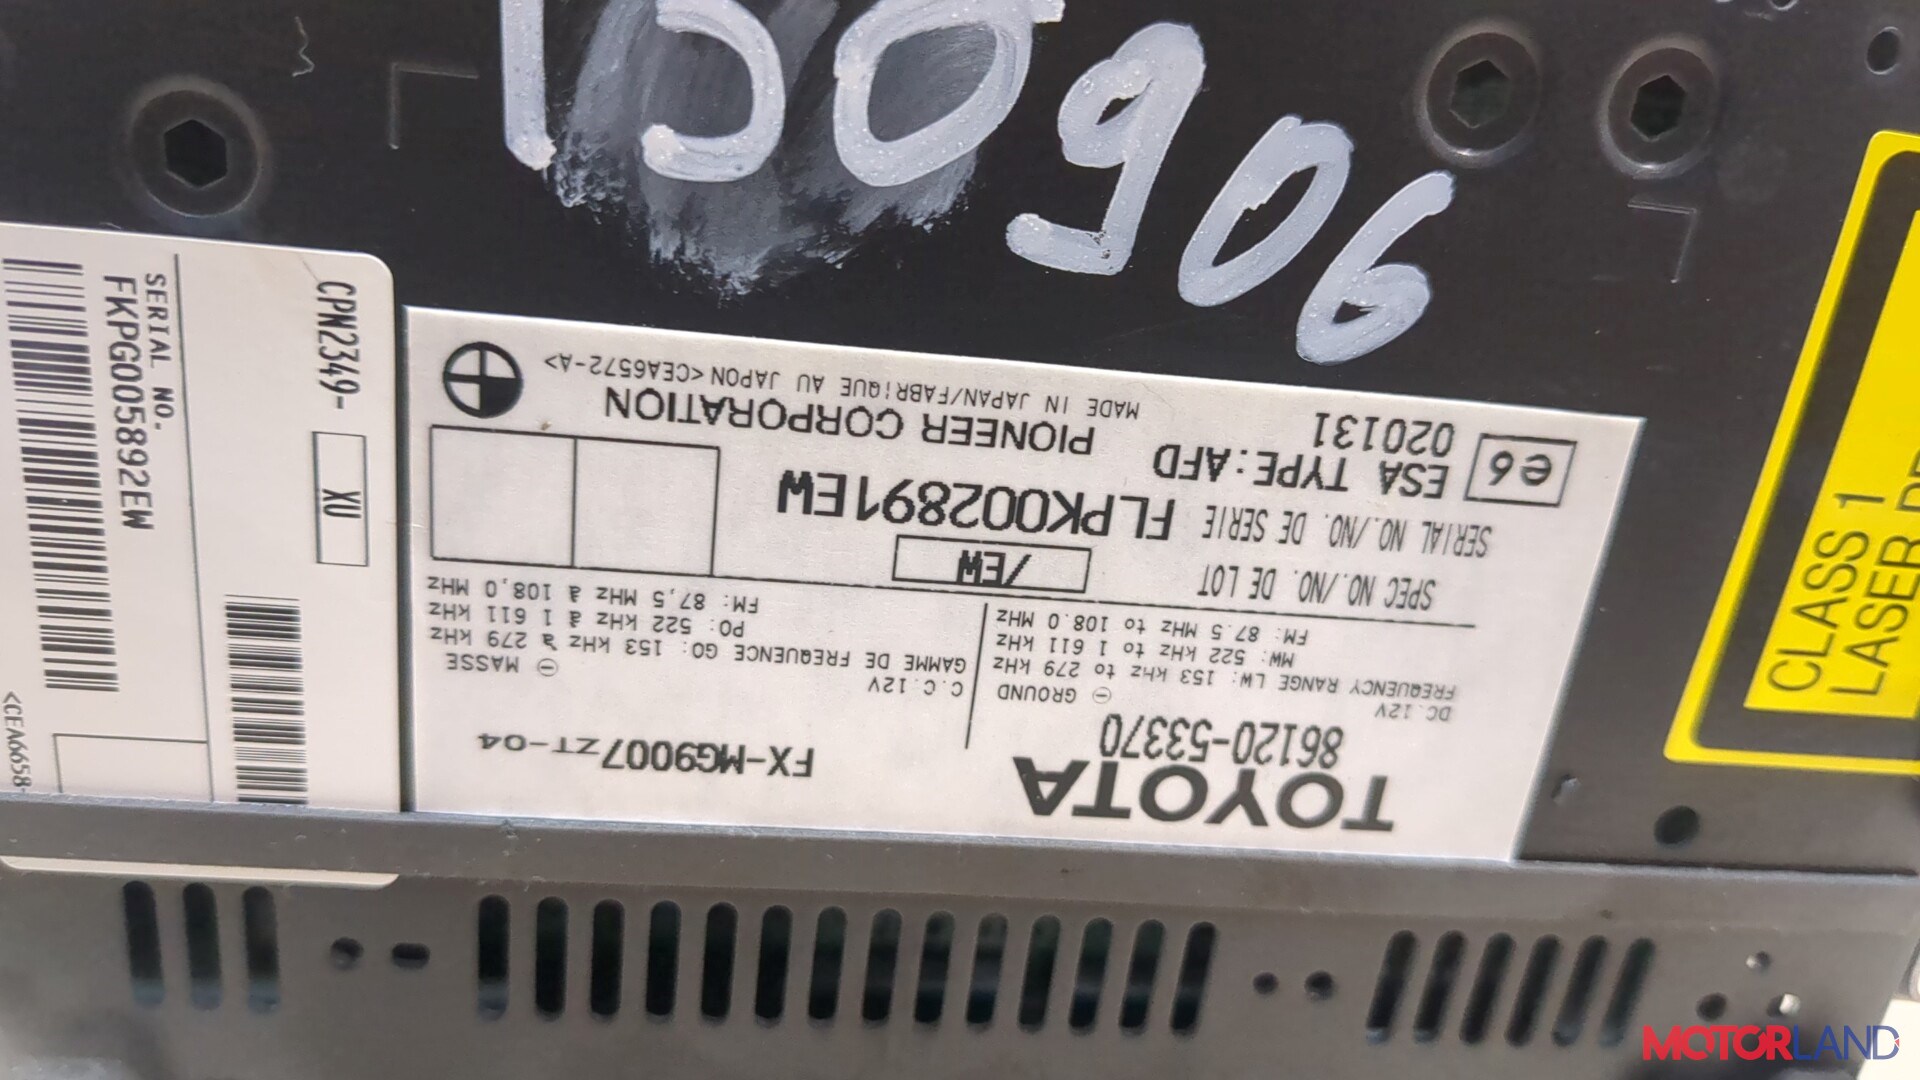 TOYOTA
86120-53370
FX-MG9007ZT-04
DC.12V ⊖ GROUND
FREQUENCY RANGE LW: 153 kHz to 279 kHz
MW: 522 kHz to 1 611 kHz
FM: 87.5 MHz to 108.0 MHz
C.C.12V ⊖ MASSE
GAMME DE FREQUENCE GO: 153 kHz à 279 kHz
PO: 522 kHz à 1 611 kHz
FM: 87,5 MHz à 108,0 MHz
SPEC NO./NO. DE LOT /EW
SERIAL NO./NO. DE SERIE FLPK002891EW
e6 ESA TYPE:AFD
020131
PIONEER CORPORATION
MADE IN JAPAN/FABRIQUE AU JAPON <CEA6572-A>
CPN2349- XU
SERIAL NO.
FKPG005892EW
<CEA6658-
CLASS 1
LASER
MOTORLAND